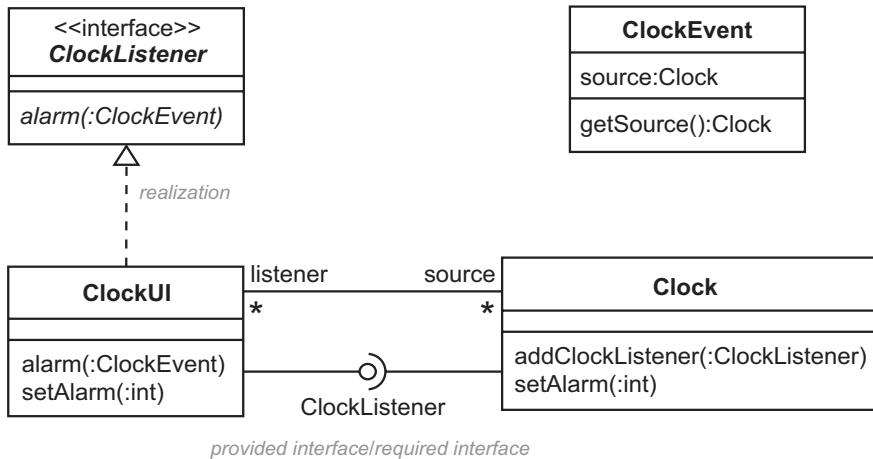 <<interface>>
ClockListener
alarm(:ClockEvent)
ClockEvent
source:Clock
getSource():Clock
realization
listener
source
*
*
ClockUI
alarm(:ClockEvent)
setAlarm(:int)
Clock
addClockListener(:ClockListener)
setAlarm(:int)
ClockListener
provided interface/required interface